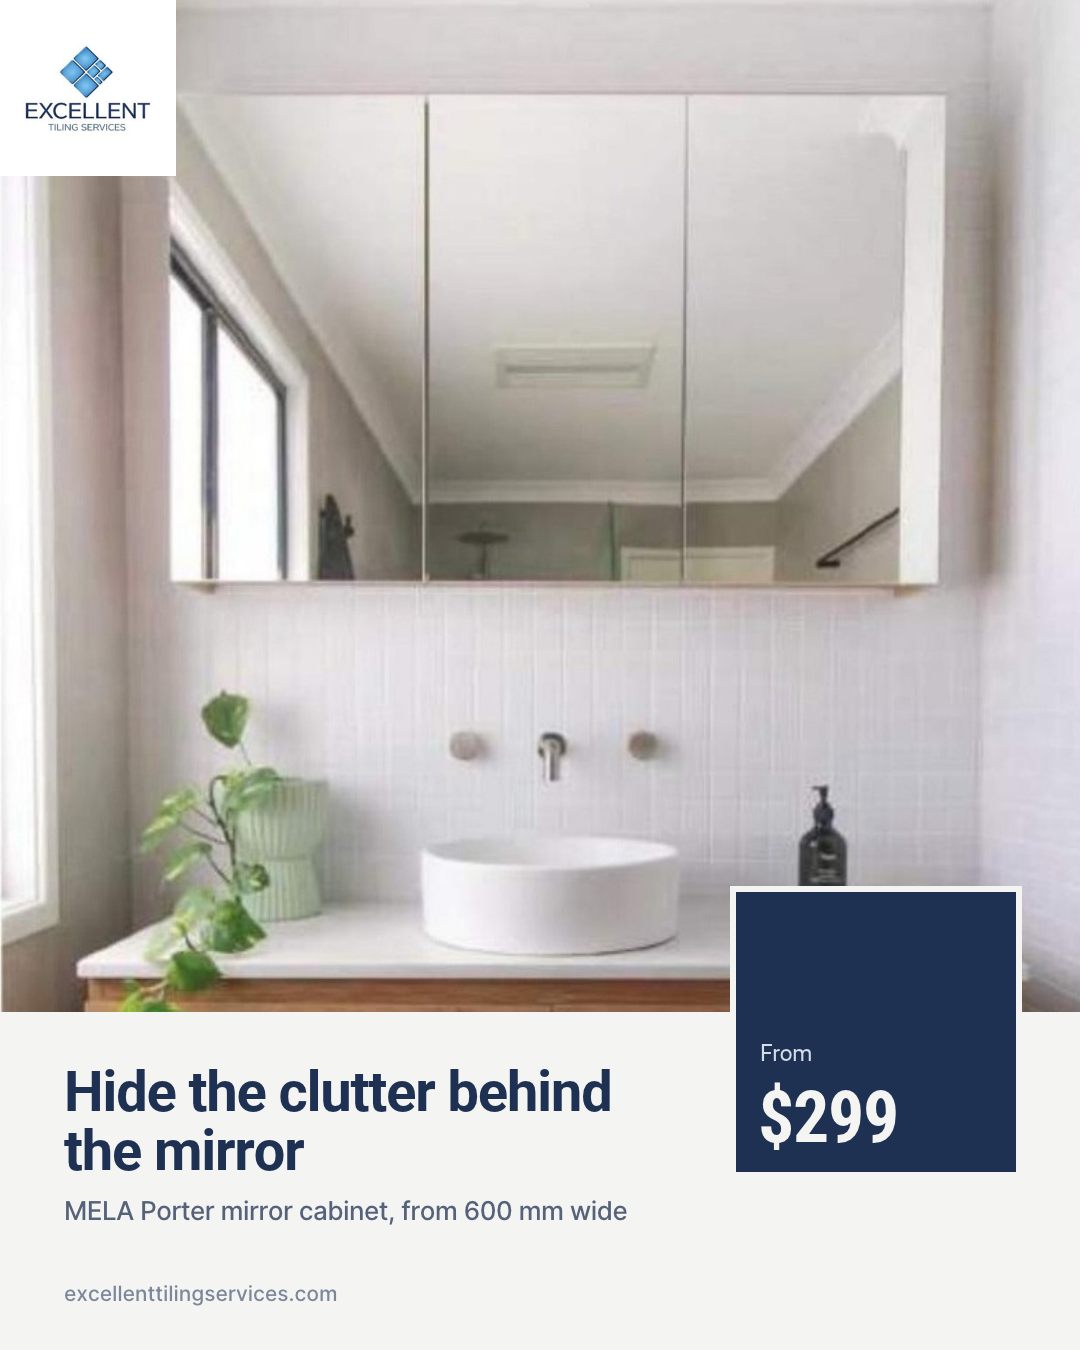 EXCELLENT
TILING SERVICES
From
$299
Hide the clutter behind
the mirror
MELA Porter mirror cabinet, from 600 mm wide
excellenttilingservices.com